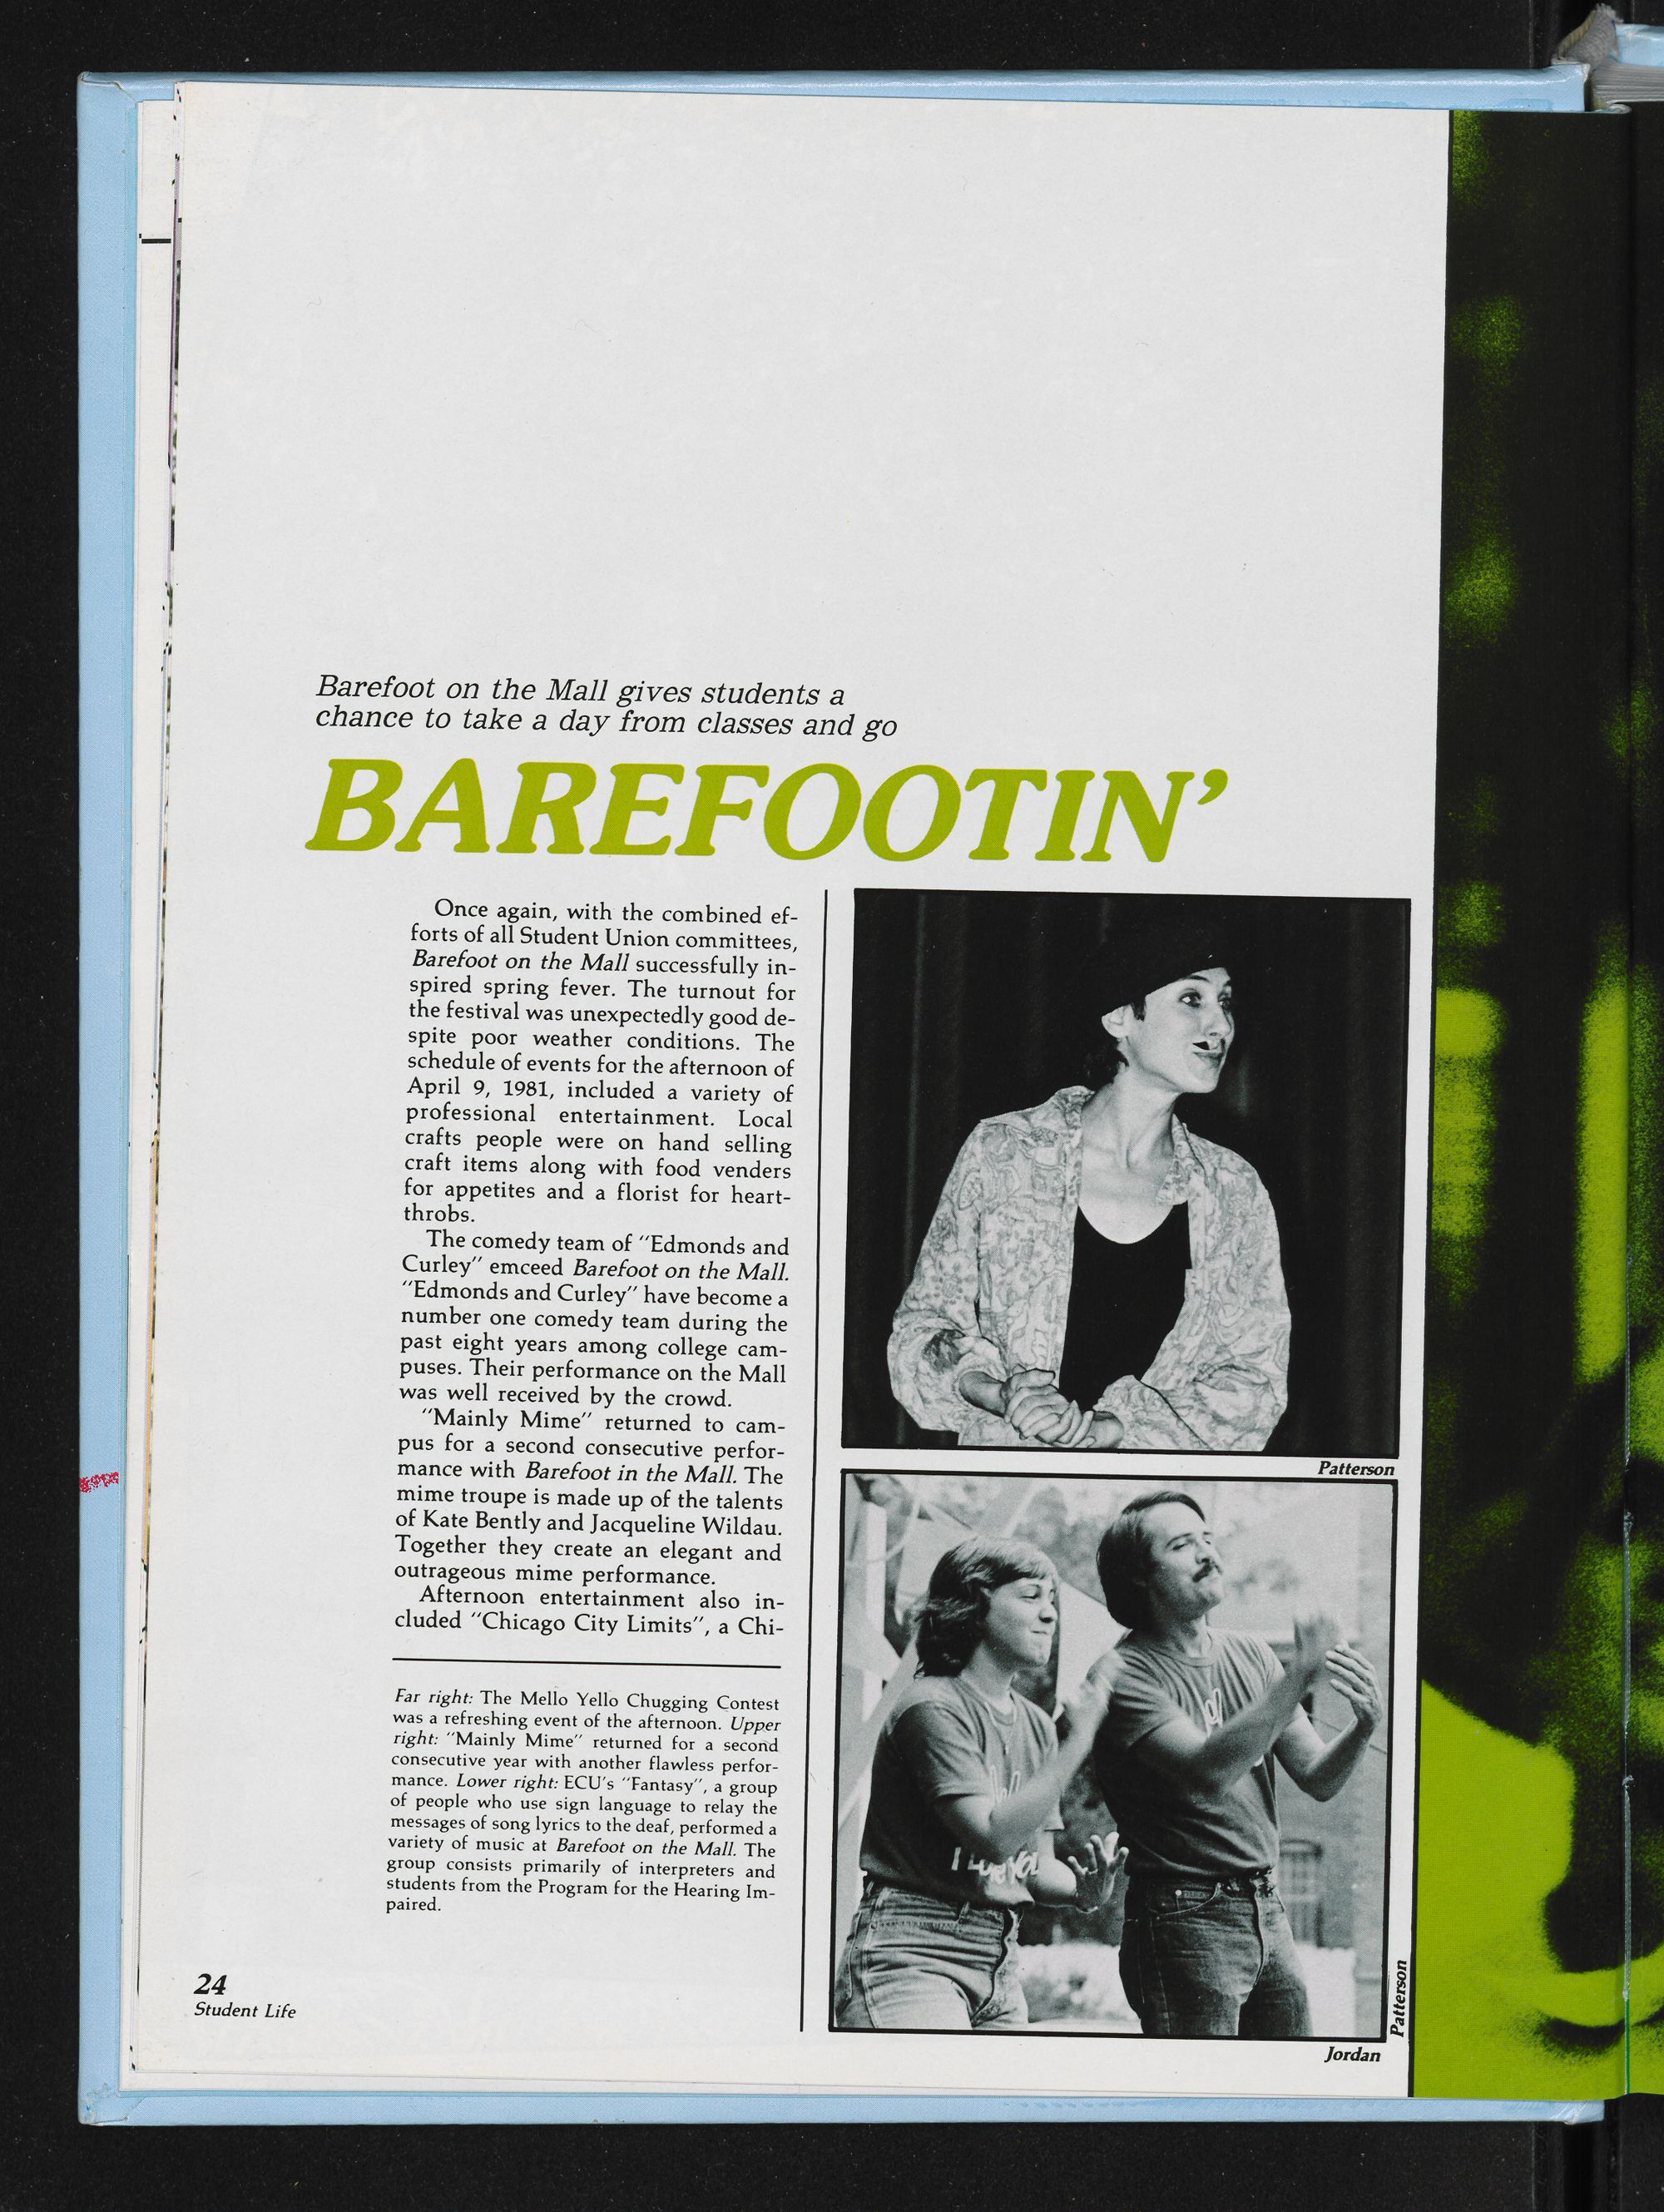 Barefoot on the Mall gives students a
chance to take a day from classes and go
BAREFOOTIN’
Once again, with the combined ef-
forts of all Student Union committees,
Barefoot on the Mall successfully in-
spired spring fever. The turnout for
the festival was unexpectedly good de-
spite poor weather conditions. The
schedule of events for the afternoon of
April 9, 1981, included a variety of
professional entertainment. Local
crafts people were on hand selling
craft items along with food venders
for appetites and a florist for heart-
throbs.
The comedy team of “Edmonds and
Curley” emceed Barefoot on the Mall.
“Edmonds and Curley” have become a
number one comedy team during the
past eight years among college cam-
puses. Their performance on the Mall
was well received by the crowd.
“Mainly Mime” returned to cam-
pus for a second consecutive perfor-
mance with Barefoot in the Mall. The
mime troupe is made up of the talents
of Kate Bently and Jacqueline Wildau.
Together they create an elegant and
outrageous mime performance.
Afternoon entertainment also in-
cluded “Chicago City Limits”, a Chi-
Far right: The Mello Yello Chugging Contest
was a refreshing event of the afternoon. Upper
right: “Mainly Mime” returned for a second
consecutive year with another flawless perfor-
mance. Lower right: ECU’s “Fantasy”, a group
of people who use sign language to relay the
messages of song lyrics to the deaf, performed a
variety of music at Barefoot on the Mall. The
group consists primarily of interpreters and
students from the Program for the Hearing Im-
paired.
24
Student Life
Patterson
I Love You
Patterson
Jordan